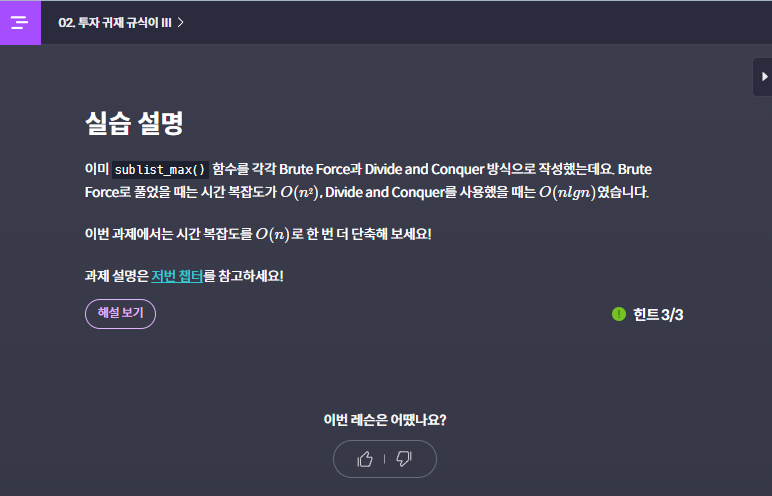 02. 투자 귀재 규식이 III >
실습 설명
이미 sublist_max() 함수를 각각 Brute Force과 Divide and Conquer 방식으로 작성했는데요. Brute
Force로 풀었을 때는 시간 복잡도가 O(n²), Divide and Conquer를 사용했을 때는 O(nlgn)였습니다.
이번 과제에서는 시간 복잡도를 O(n)로 한 번 더 단축해 보세요!
과제 설명은 저번 챕터를 참고하세요!
해설 보기
힌트 3/3
이번 레슨은 어땠나요?